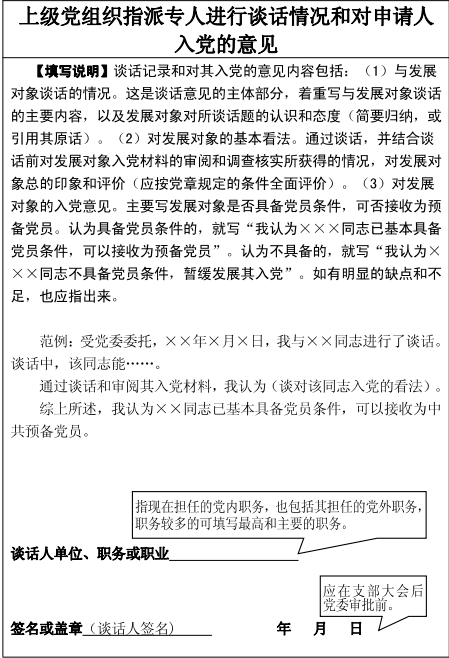 上级党组织指派专人进行谈话情况和对申请人
入党的意见
【填写说明】谈话记录和对其入党的意见内容包括：（1）与发展
对象谈话的情况。这是谈话意见的主体部分，着重写与发展对象谈话
的主要内容，以及发展对象对所谈话题的认识和态度（简要归纳，或
引用其原话）。（2）对发展对象的基本看法。通过谈话，并结合谈
话前对发展对象入党材料的审阅和调查核实所获得的情况，对发展对
象总的印象和评价（应按党章规定的条件全面评价）。（3）对发展
对象的入党意见。主要写发展对象是否具备党员条件，可否接收为预
备党员。认为具备党员条件的，就写“我认为×××同志已基本具备
党员条件，可以接收为预备党员”。认为不具备的，就写“我认为×
××同志不具备党员条件，暂缓发展其入党”。如有明显的缺点和不
足，也应指出来。
范例：受党委委托，××年×月×日，我与××同志进行了谈话。
谈话中，该同志能……。
通过谈话和审阅其入党材料，我认为（谈对该同志入党的看法）。
综上所述，我认为××同志已基本具备党员条件，可以接收为中
共预备党员。
指现在担任的党内职务，也包括其担任的党外职务，
职务较多的可填写最高和主要的职务。
谈话人单位、职务或职业
应在支部大会后
党委审批前。
签名或盖章（谈话人签名） 年 月 日